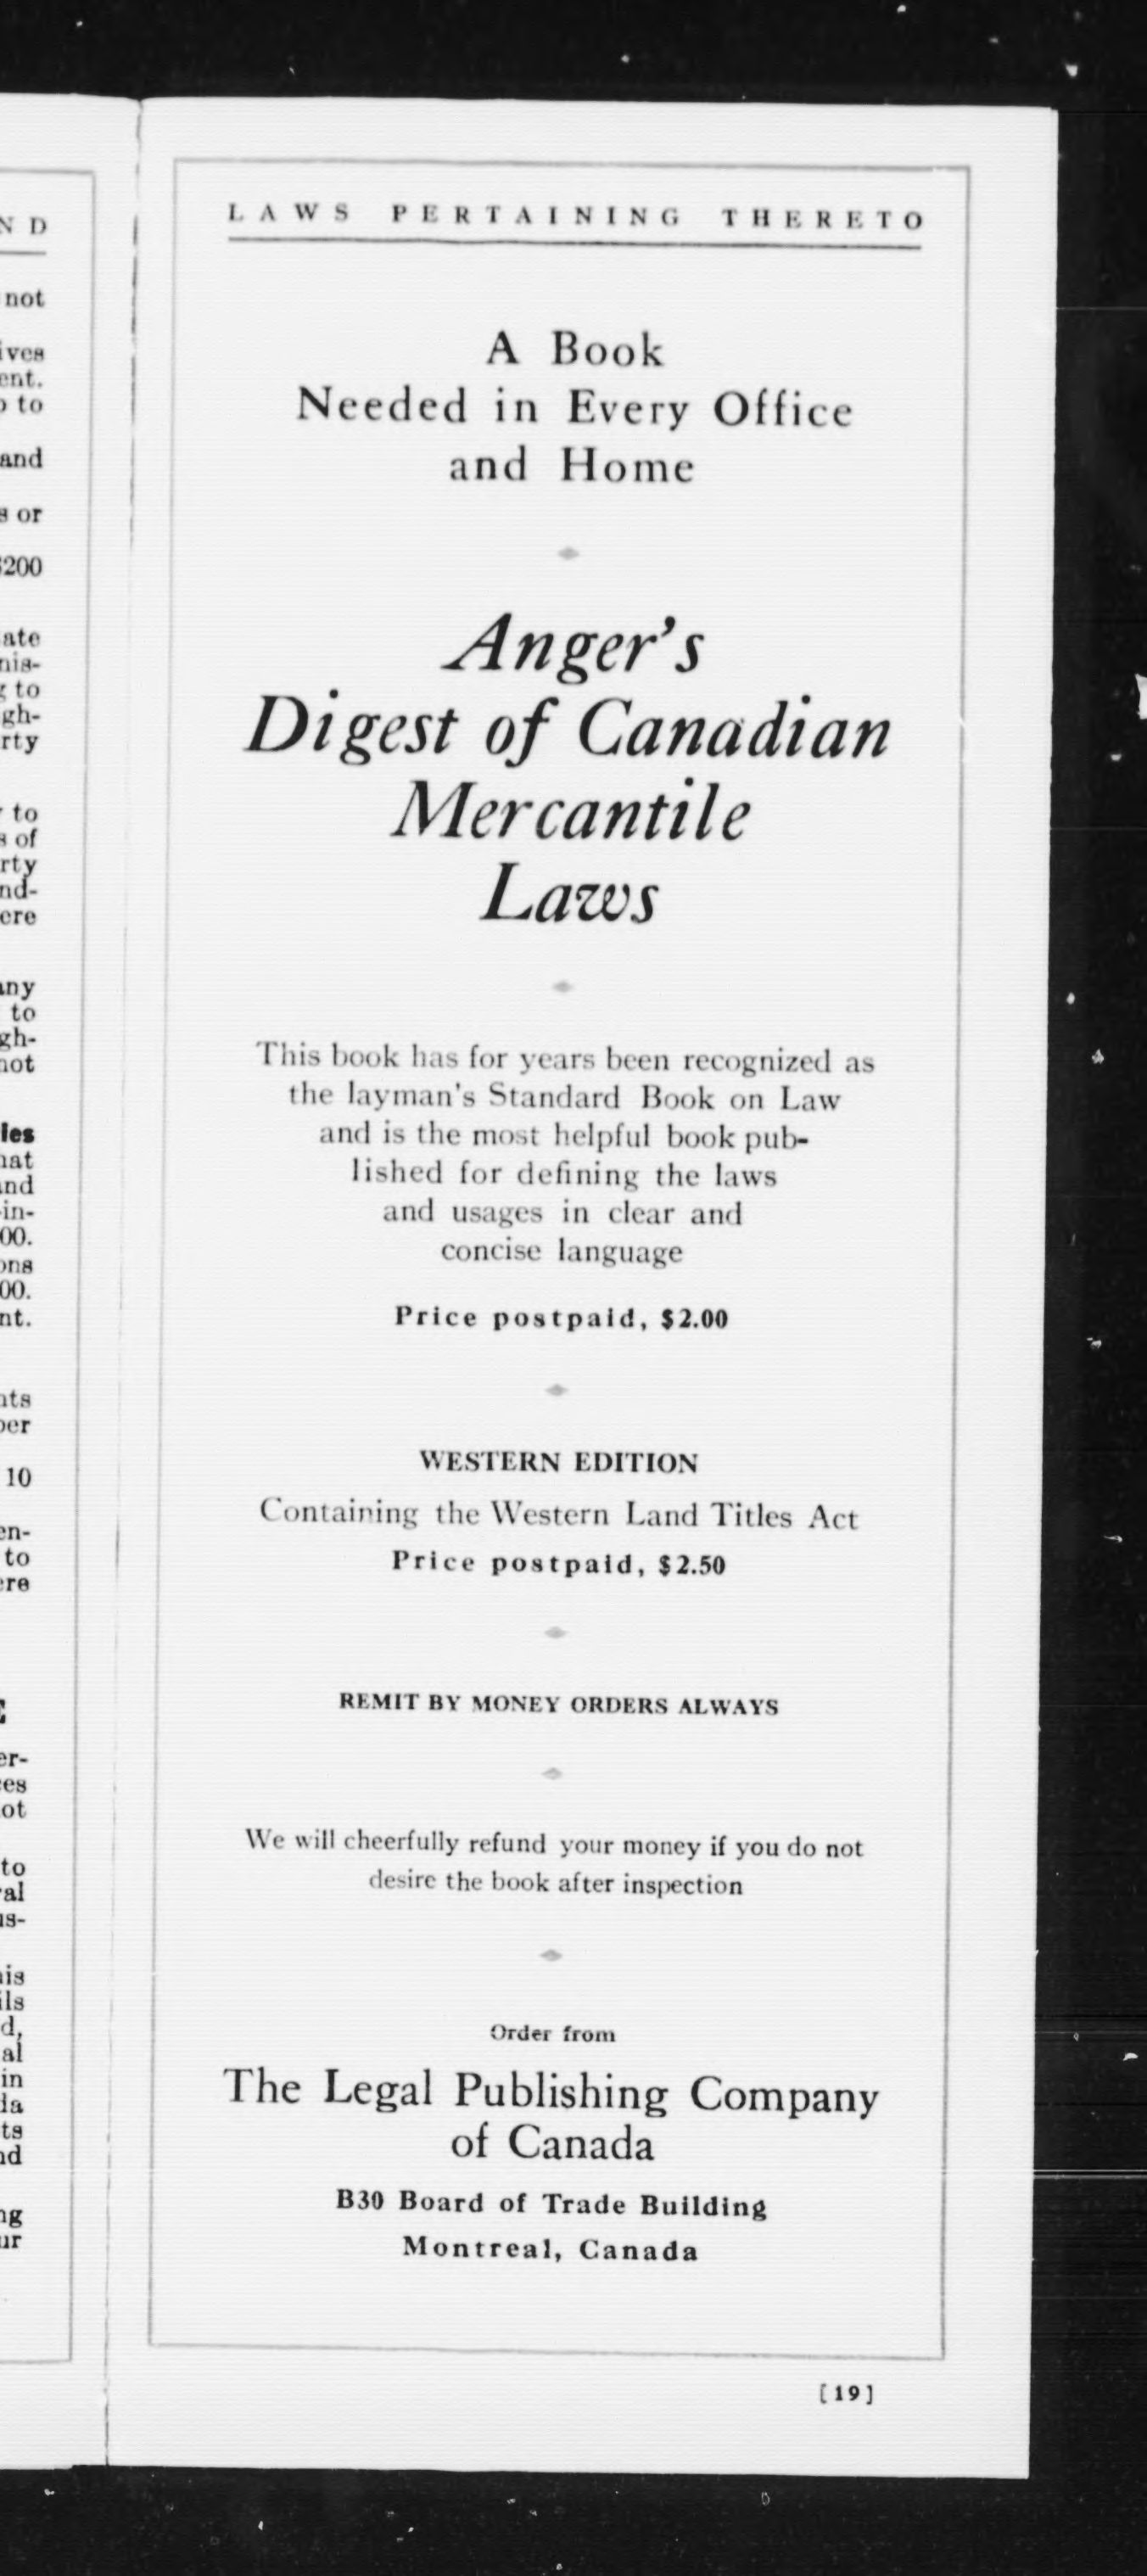 LAWS PERTAINING THERETO
A Book
Needed in Every Office
and Home
Anger's
Digest of Canadian
Mercantile
Laws
This book has for years been recognized as
the layman's Standard Book on Law
and is the most helpful book pub-
lished for defining the laws
and usages in clear and
concise language
Price postpaid, $2.00
WESTERN EDITION
Containing the Western Land Titles Act
Price postpaid, $2.50
REMIT BY MONEY ORDERS ALWAYS
We will cheerfully refund your money if you do not
desire the book after inspection
Order from
The Legal Publishing Company
of Canada
B30 Board of Trade Building
Montreal, Canada
[19]